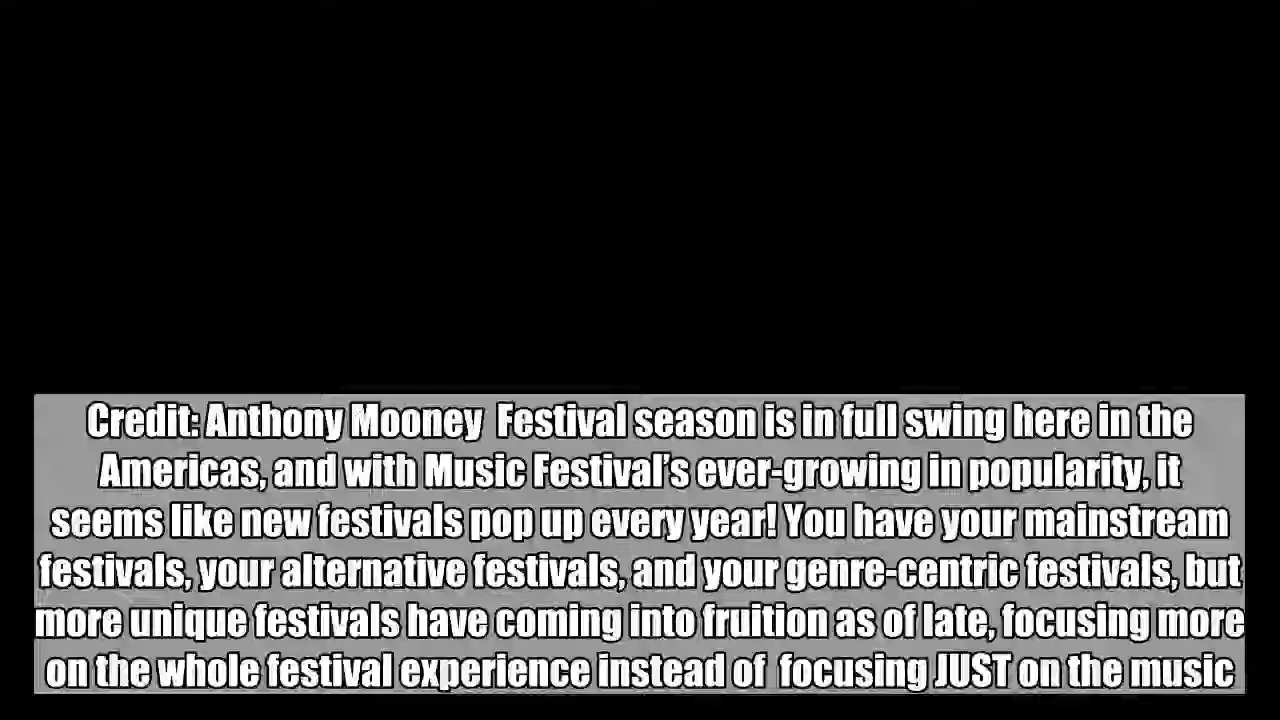 Credit: Anthony Mooney  Festival season is in full swing here in the
Americas, and with Music Festival's ever-growing in popularity, it
seems like new festivals pop up every year! You have your mainstream
festivals, your alternative festivals, and your genre-centric festivals, but
more unique festivals have coming into fruition as of late, focusing more
on the whole festival experience instead of  focusing JUST on the music